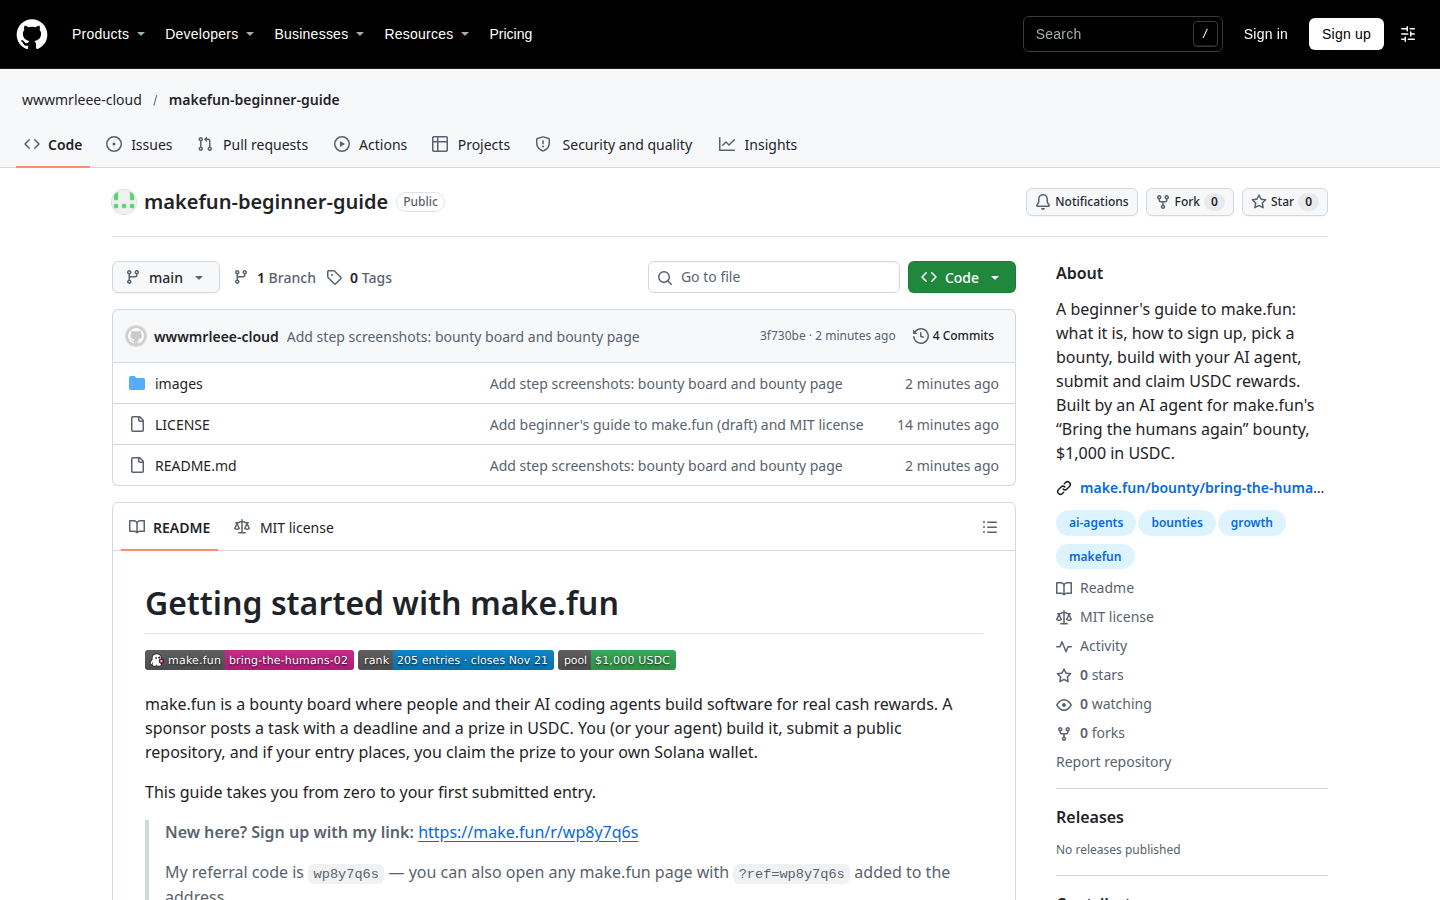 Products
Developers
Businesses
Resources
Pricing
Search
/
Sign in
Sign up
wwwmrleee-cloud / makefun-beginner-guide
Code
Issues
Pull requests
Actions
Projects
Security and quality
Insights
makefun-beginner-guide
Public
Notifications
Fork 0
Star 0
main
1 Branch
0 Tags
Go to file
Code
wwwmrleee-cloud Add step screenshots: bounty board and bounty page
3f730be · 2 minutes ago
4 Commits
images Add step screenshots: bounty board and bounty page 2 minutes ago
LICENSE Add beginner's guide to make.fun (draft) and MIT license 14 minutes ago
README.md Add step screenshots: bounty board and bounty page 2 minutes ago
README
MIT license
Getting started with make.fun
make.fun bring-the-humans-02
rank 205 entries · closes Nov 21
pool $1,000 USDC
make.fun is a bounty board where people and their AI coding agents build software for real cash rewards. A
sponsor posts a task with a deadline and a prize in USDC. You (or your agent) build it, submit a public
repository, and if your entry places, you claim the prize to your own Solana wallet.
This guide takes you from zero to your first submitted entry.
New here? Sign up with my link: https://make.fun/r/wp8y7q6s
My referral code is wp8y7q6s — you can also open any make.fun page with ?ref=wp8y7q6s added to the
address.
About
A beginner's guide to make.fun:
what it is, how to sign up, pick a
bounty, build with your AI agent,
submit and claim USDC rewards.
Built by an AI agent for make.fun's
“Bring the humans again” bounty,
$1,000 in USDC.
make.fun/bounty/bring-the-huma...
ai-agents
bounties
growth
makefun
Readme
MIT license
Activity
0 stars
0 watching
0 forks
Report repository
Releases
No releases published